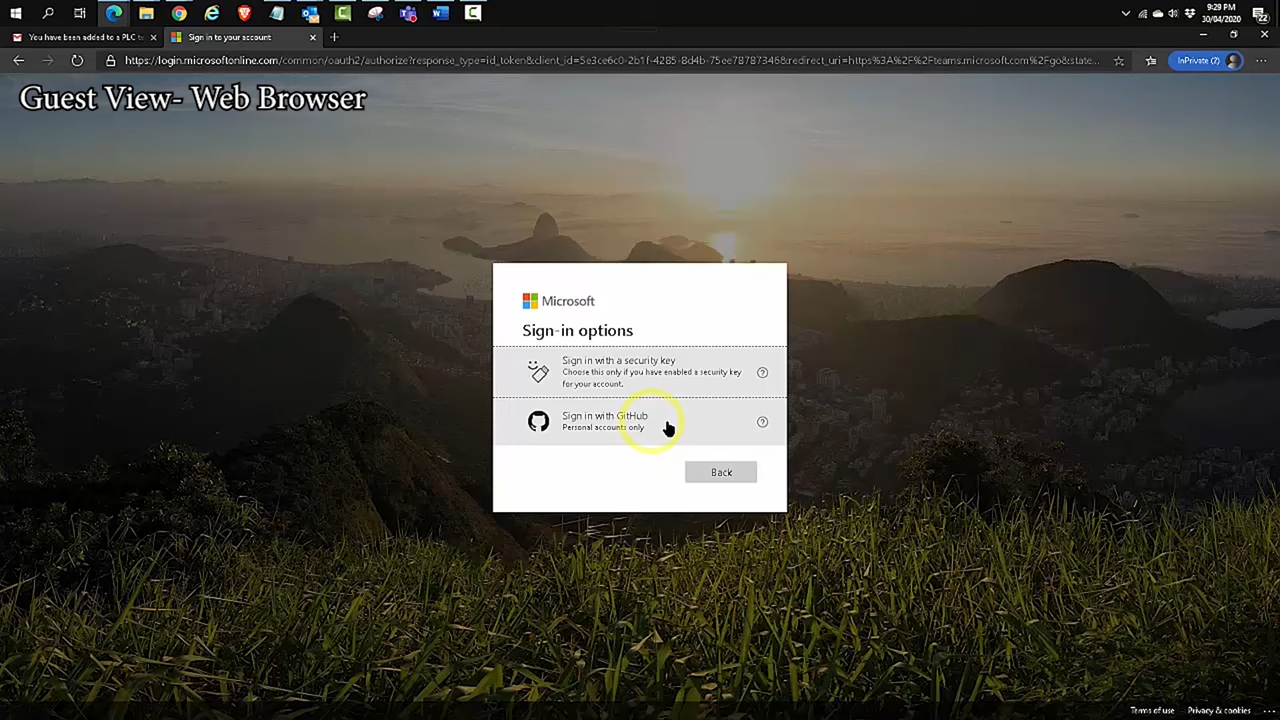 9:29 PM
30/04/2020
22
You have been added to a PLC t
Sign in to your account
https://login.microsoftonline.com/common/oauth2/authorize?response_type=id_token&client_id=5e3ce6c0-2b1f-4285-8d4b-75ee78787346&redirect_uri=https%3A%2F%2Fteams.microsoft.com%2Fgo&state...
InPrivate (2)
Guest View- Web Browser
Microsoft
Sign-in options
Sign in with a security key
Choose this only if you have enabled a security key
for your account.
Sign in with GitHub
Personal accounts only
Back
Terms of use Privacy & cookies ...